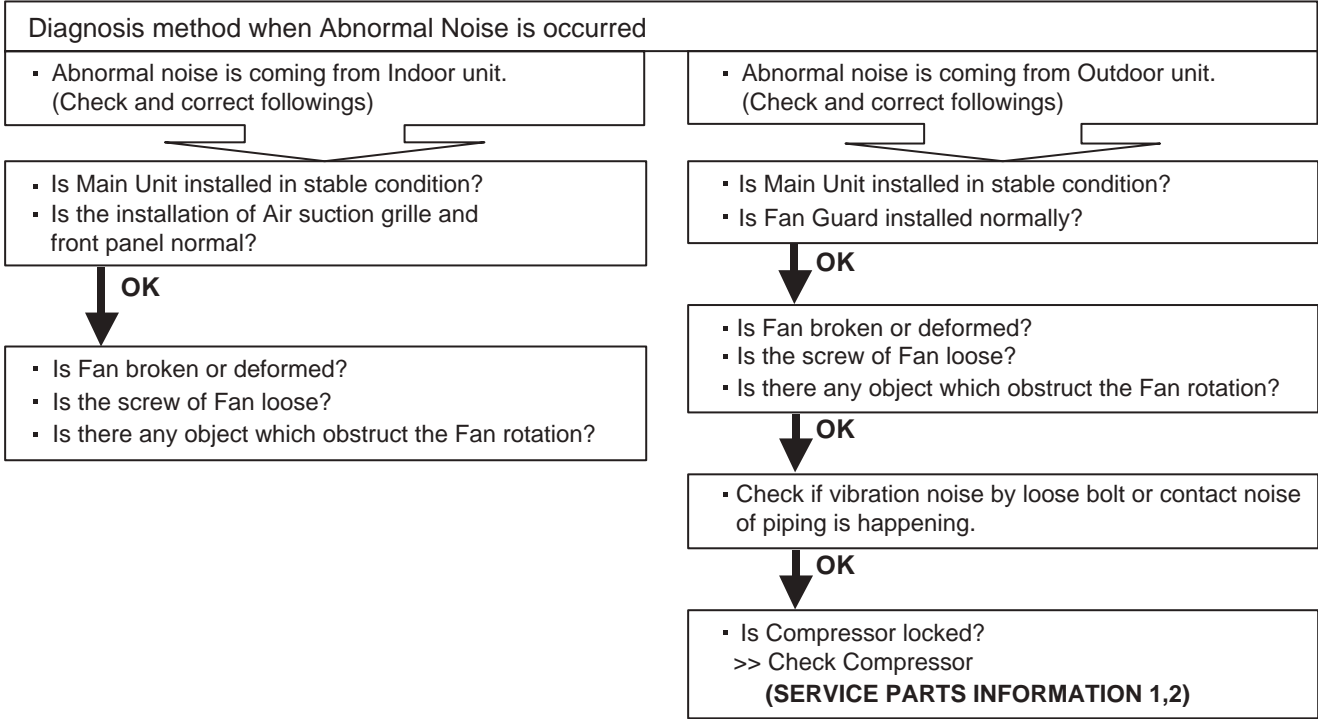 Diagnosis method when Abnormal Noise is occurred
▪ Abnormal noise is coming from Indoor unit.
(Check and correct followings)
▪ Is Main Unit installed in stable condition?
▪ Is the installation of Air suction grille and
front panel normal?
OK
▪ Is Fan broken or deformed?
▪ Is the screw of Fan loose?
▪ Is there any object which obstruct the Fan rotation?
▪ Abnormal noise is coming from Outdoor unit.
(Check and correct followings)
▪ Is Main Unit installed in stable condition?
▪ Is Fan Guard installed normally?
OK
▪ Is Fan broken or deformed?
▪ Is the screw of Fan loose?
▪ Is there any object which obstruct the Fan rotation?
OK
▪ Check if vibration noise by loose bolt or contact noise
of piping is happening.
OK
▪ Is Compressor locked?
>> Check Compressor
(SERVICE PARTS INFORMATION 1,2)